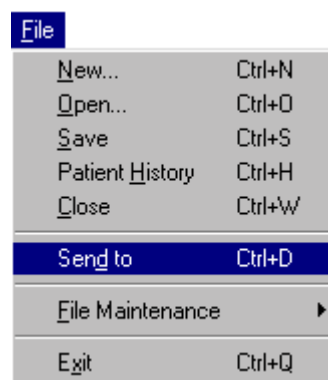 File
New... Ctrl+N
Open... Ctrl+O
Save Ctrl+S
Patient History Ctrl+H
Close Ctrl+W
Send to Ctrl+D
File Maintenance
Exit Ctrl+Q